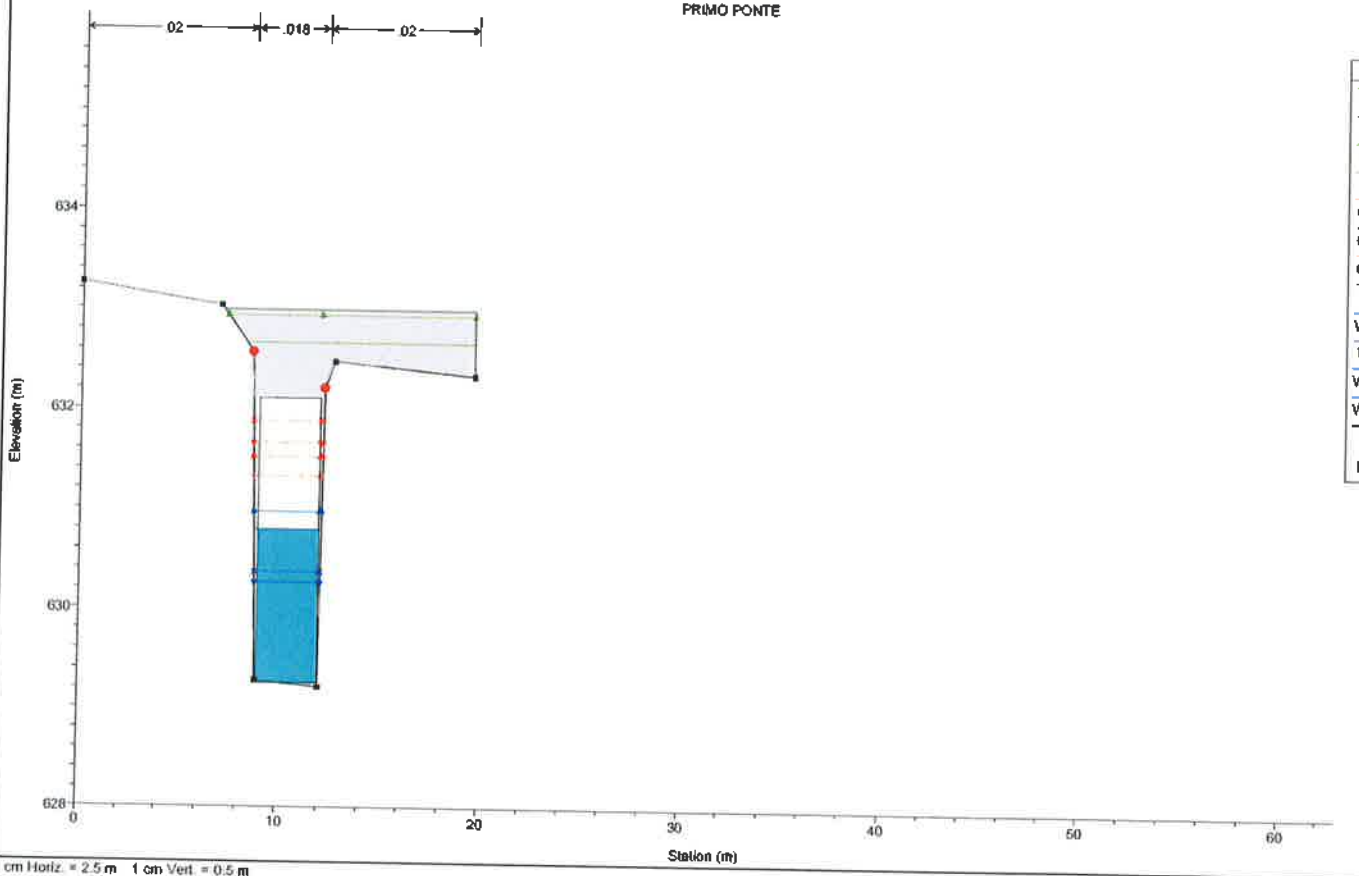 PRIMO PONTE
.02 .018 .02
634
632
630
628
Elevation (m)
0 10 20 30 40 50 60
Station (m)
cm Horiz. = 2.5 m 1 cm Vert. = 0.5 m